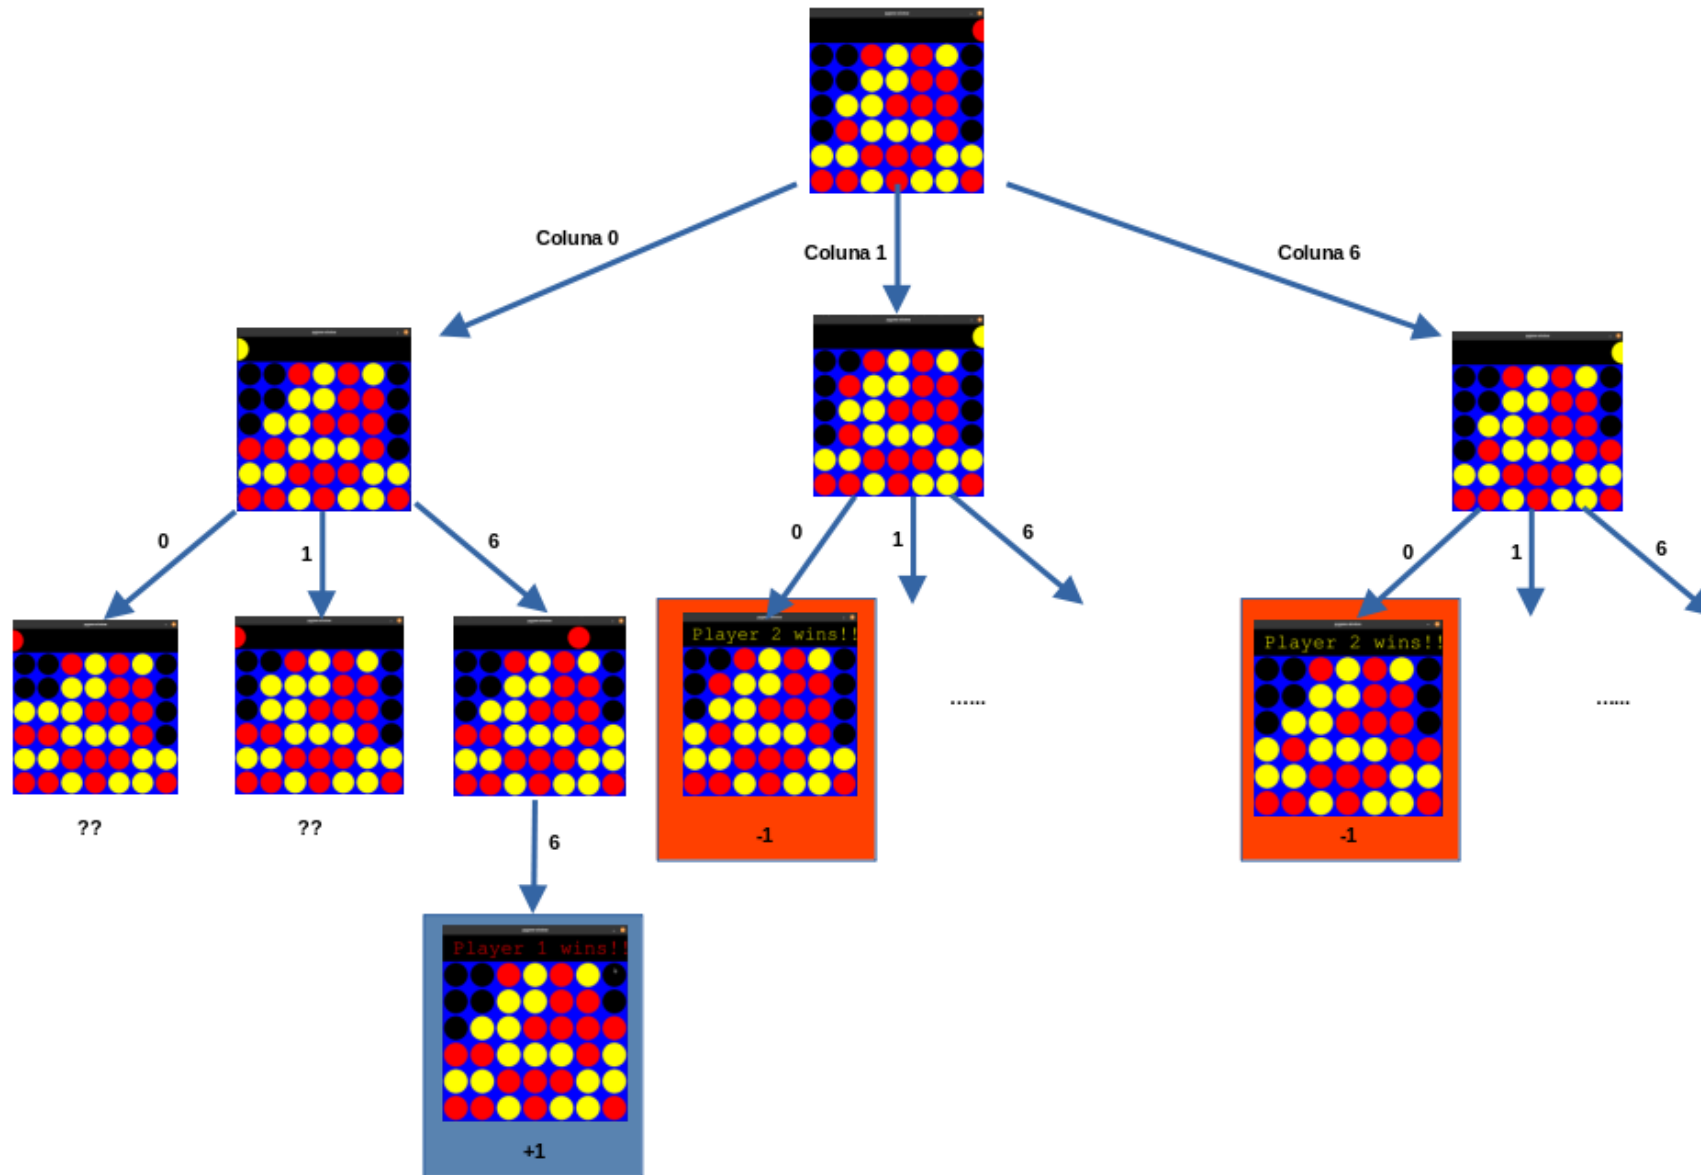 Coluna 0
Coluna 1
Coluna 6
0
1
6
0
1
6
0
1
6
Player 2 wins!!
Player 2 wins!!
......
......
??
??
-1
-1
6
Player 1 wins!!
+1